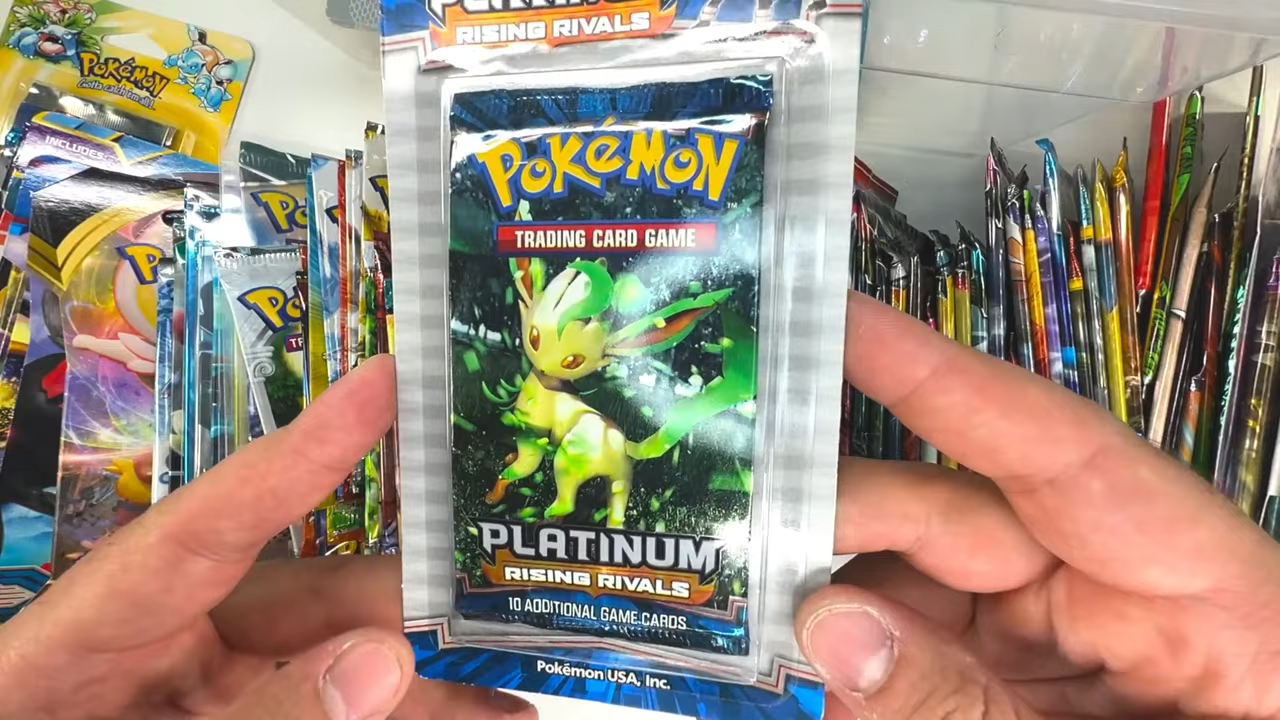 PLATINUM
RISING RIVALS
POKéMON
TRADING CARD GAME
PLATINUM
RISING RIVALS
10 ADDITIONAL GAME CARDS
Pokémon USA, Inc.
POKéMON
Gotta catch 'em all!
INCLUDES